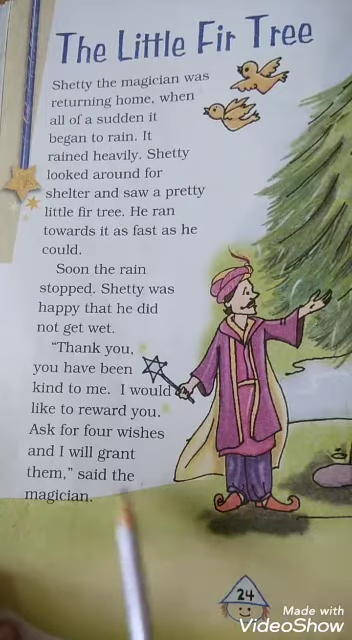 The Little Fir Tree
Shetty the magician was
returning home, when
all of a sudden it
began to rain. It
rained heavily. Shetty
looked around for
shelter and saw a pretty
little fir tree. He ran
towards it as fast as he
could.
Soon the rain
stopped. Shetty was
happy that he did
not get wet.
“Thank you,
you have been
kind to me. I would
like to reward you.
Ask for four wishes
and I will grant
them,” said the
magician.
24
Made with
VideoShow